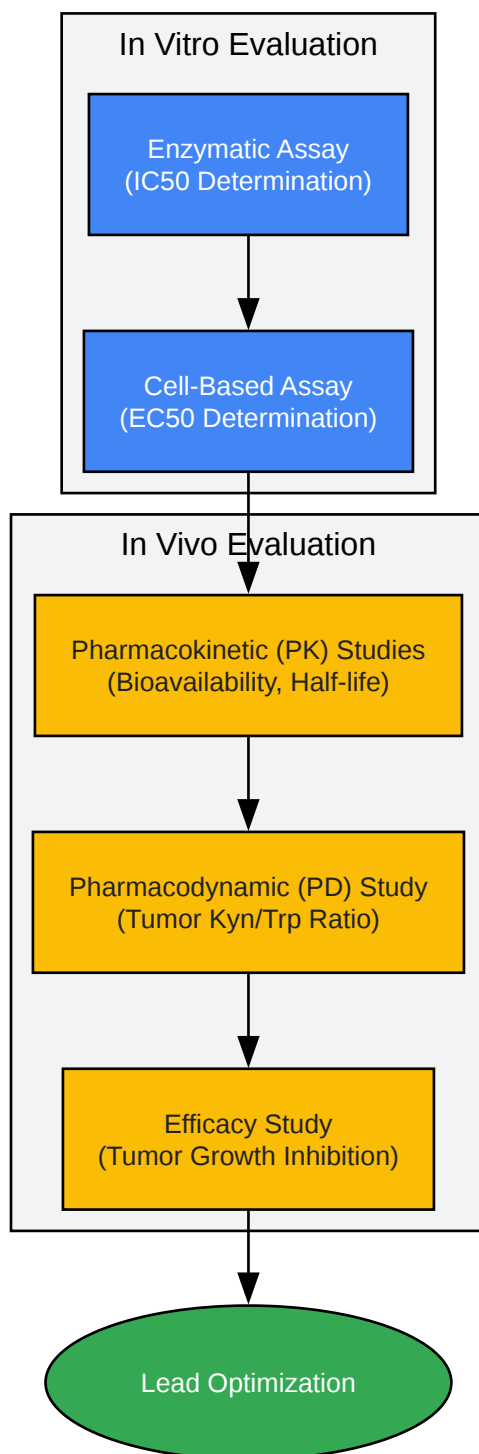 In Vitro Evaluation
Enzymatic Assay
(IC50 Determination)
Cell-Based Assay
(EC50 Determination)
In Vivo Evaluation
Pharmacokinetic (PK) Studies
(Bioavailability, Half-life)
Pharmacodynamic (PD) Study
(Tumor Kyn/Trp Ratio)
Efficacy Study
(Tumor Growth Inhibition)
Lead Optimization